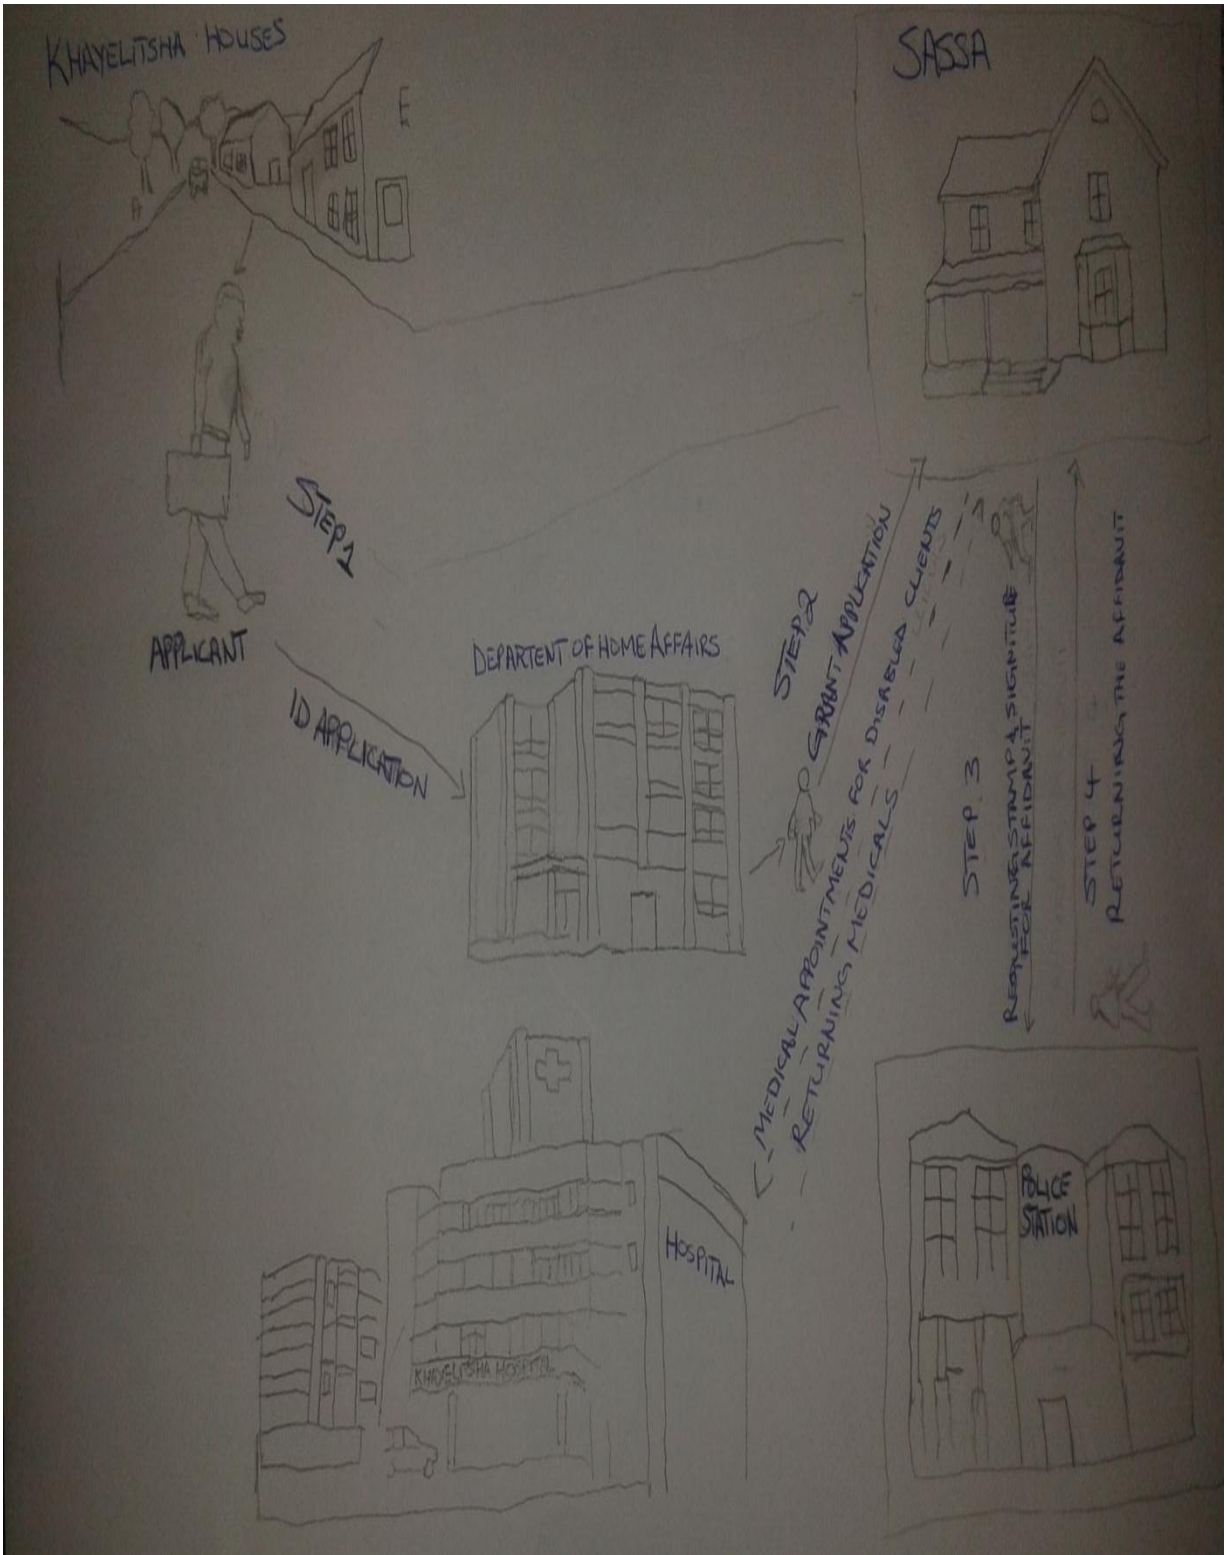 KHAYELITSHA HOUSES
SASSA
STEP 1
APPLICANT
ID APPLICATION
DEPARTENT OF HOME AFFAIRS
STEP 2
GRANT APPLICATION
MEDICAL APPOINTMENTS FOR DISABLED CLIENTS
RETURNING MEDICALS
STEP 3
REQUESTING STAMP & SIGNITURE
FOR AFFIDAVIT
STEP 4
RETURNING THE AFFIDAVIT
HOSPITAL
KHAYELITSHA HOSPITAL
POLICE
STATION